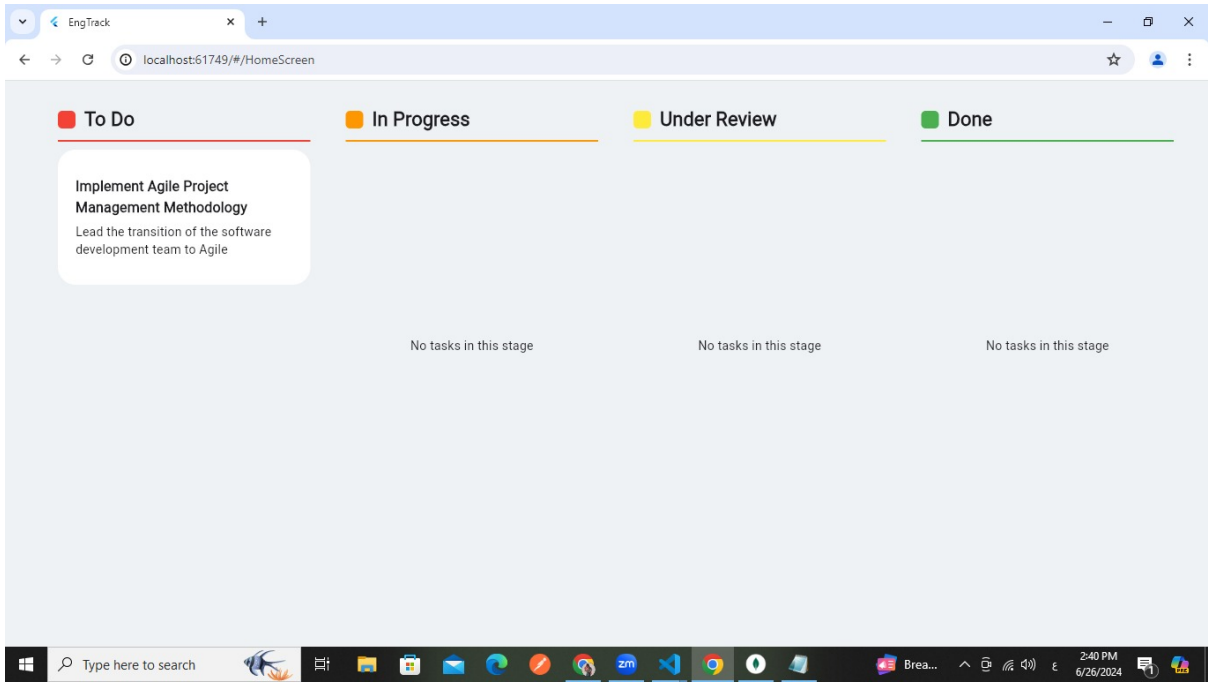 EngTrack
localhost:61749/#/HomeScreen
To Do
In Progress
Under Review
Done
Implement Agile Project
Management Methodology
Lead the transition of the software
development team to Agile
No tasks in this stage
No tasks in this stage
No tasks in this stage
Type here to search
zm
Brea...
ع
2:40 PM
6/26/2024
1